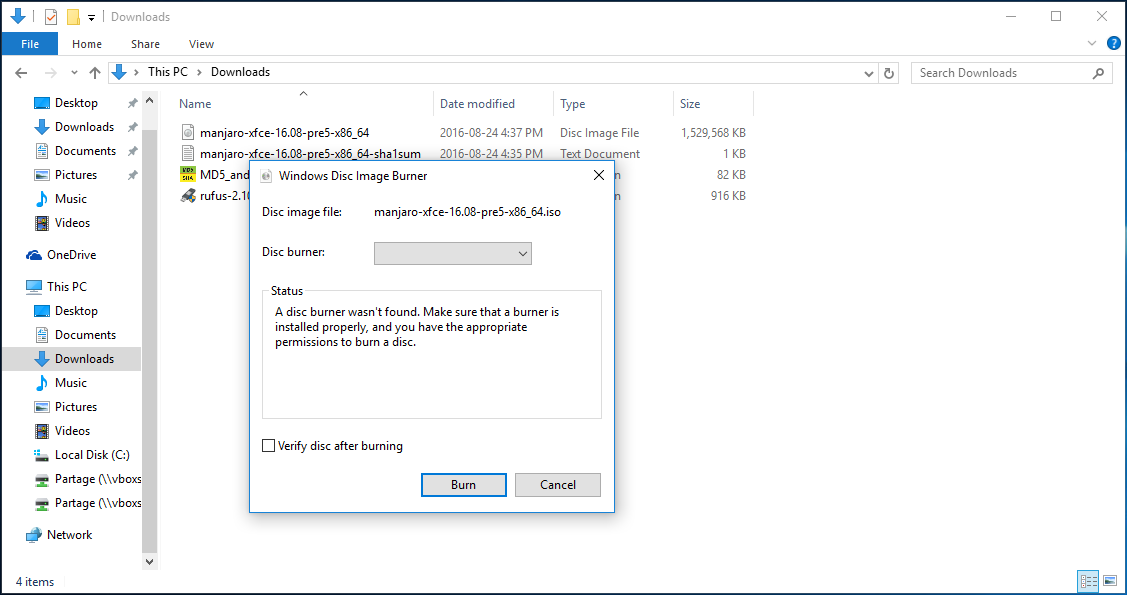 Downloads
File Home Share View
This PC Downloads
Search Downloads
Desktop
Downloads
Documents
Pictures
Music
Videos
OneDrive
This PC
Desktop
Documents
Downloads
Music
Pictures
Videos
Local Disk (C:)
Partage (\\vboxs
Partage (\\vboxs
Network
Name Date modified Type Size
manjaro-xfce-16.08-pre5-x86_64 2016-08-24 4:37 PM Disc Image File 1,529,568 KB
manjaro-xfce-16.08-pre5-x86_64-sha1sum 2016-08-24 4:35 PM Text Document 1 KB
MD5_and 82 KB
rufus-2.10 916 KB
Windows Disc Image Burner
Disc image file: manjaro-xfce-16.08-pre5-x86_64.iso
Disc burner:
Status
A disc burner wasn't found. Make sure that a burner is
installed properly, and you have the appropriate
permissions to burn a disc.
Verify disc after burning
Burn Cancel
4 items